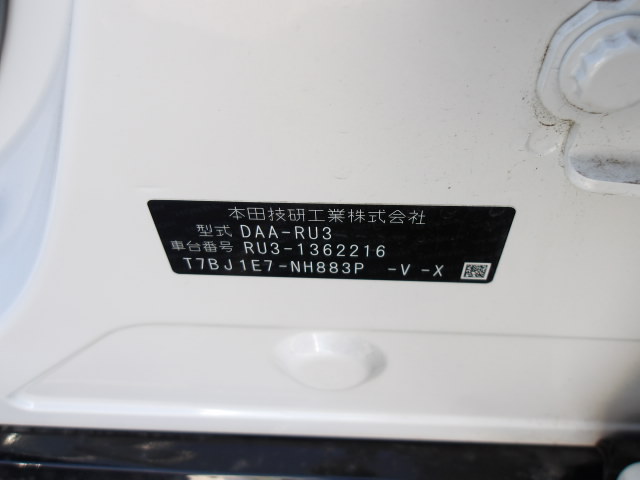 本田技研工業株式会社
型式 DAA-RU3
車台番号 RU3-1362216
T7BJ1E7-NH883P -V -X